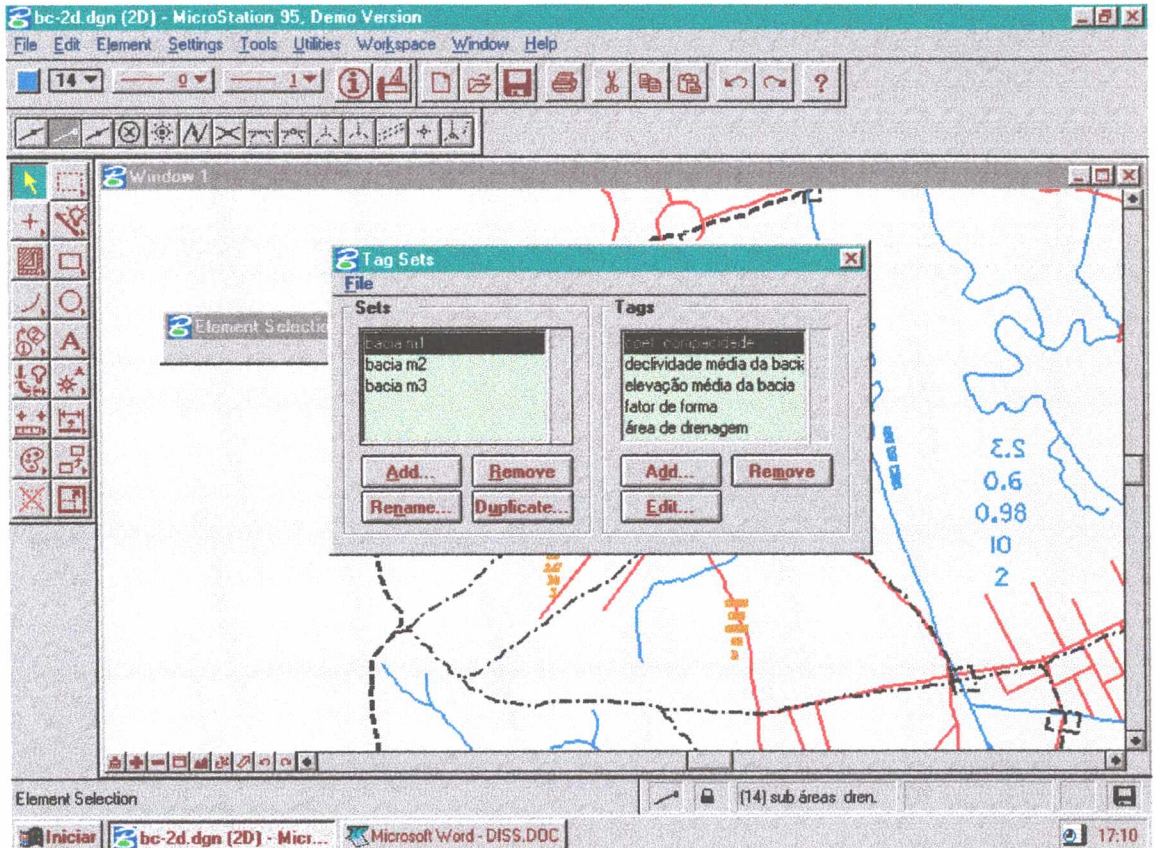 bc-2d.dgn (2D) - MicroStation 95, Demo Version
File Edit Element Settings Tools Utilities Workspace Window Help
14 0 1 ?
Window 1
Tag Sets
File
Sets Tags
bacia m1
bacia m2
bacia m3
coef. compacidade
declividade média da bacia
elevação média da bacia
fator de forma
área de drenagem
Add... Remove
Rename... Duplicate...
Add... Remove
Edit...
Element Selectio
2.3
0.6
0.98
10
2
Element Selection
(14) sub áreas dren.
Iniciar
bc-2d.dgn (2D) - Micr...
Microsoft Word - DISS.DOC
17:10